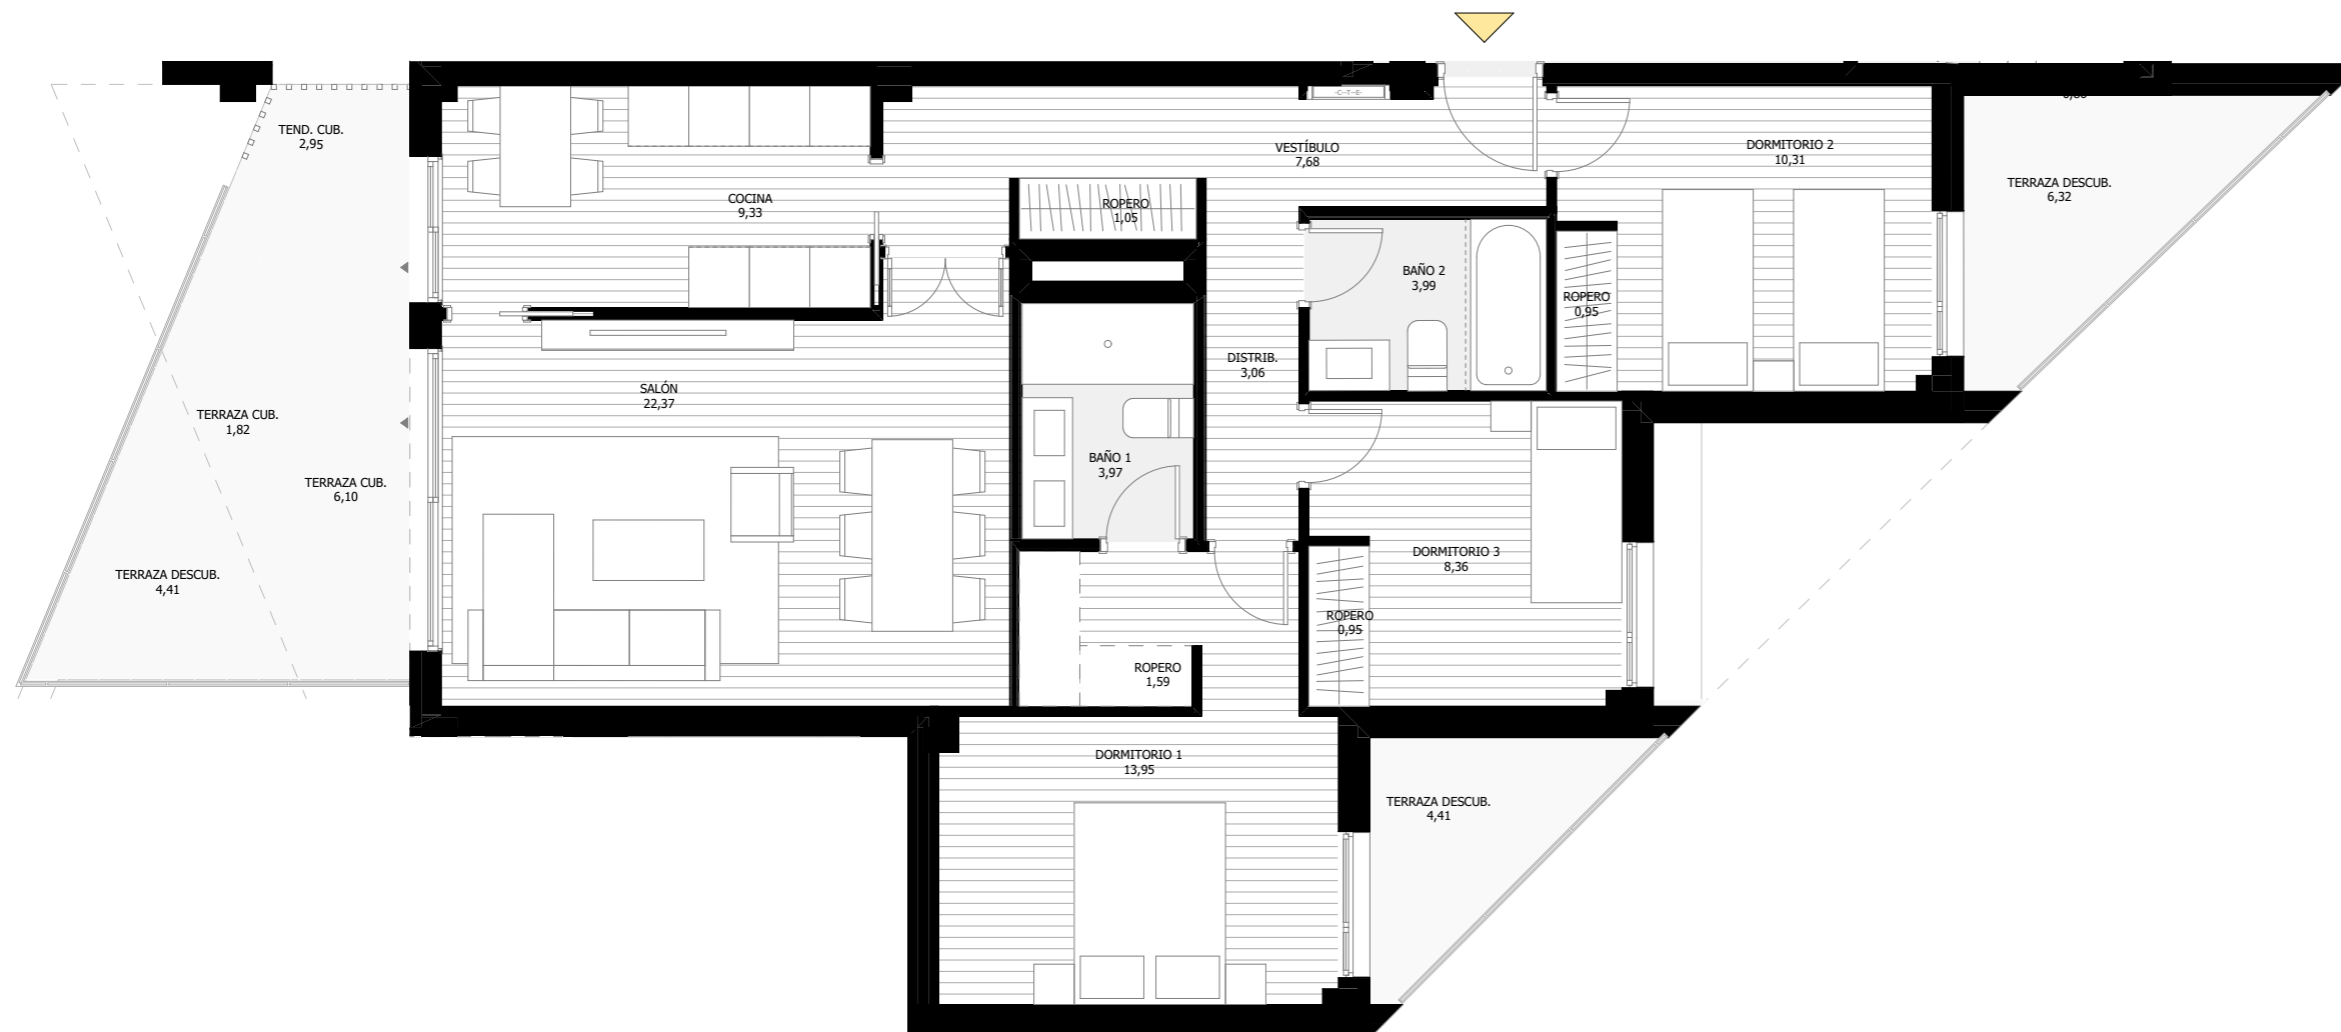 -C-T-E-
TEND. CUB.
2,95
VESTÍBULO
7,68
DORMITORIO 2
10,31
TERRAZA DESCUB.
6,32
COCINA
9,33
ROPERO
1,05
BAÑO 2
3,99
ROPERO
0,95
DISTRIB.
3,06
SALÓN
22,37
TERRAZA CUB.
1,82
BAÑO 1
3,97
TERRAZA CUB.
6,10
DORMITORIO 3
8,36
TERRAZA DESCUB.
4,41
ROPERO
0,95
ROPERO
1,59
DORMITORIO 1
13,95
TERRAZA DESCUB.
4,41